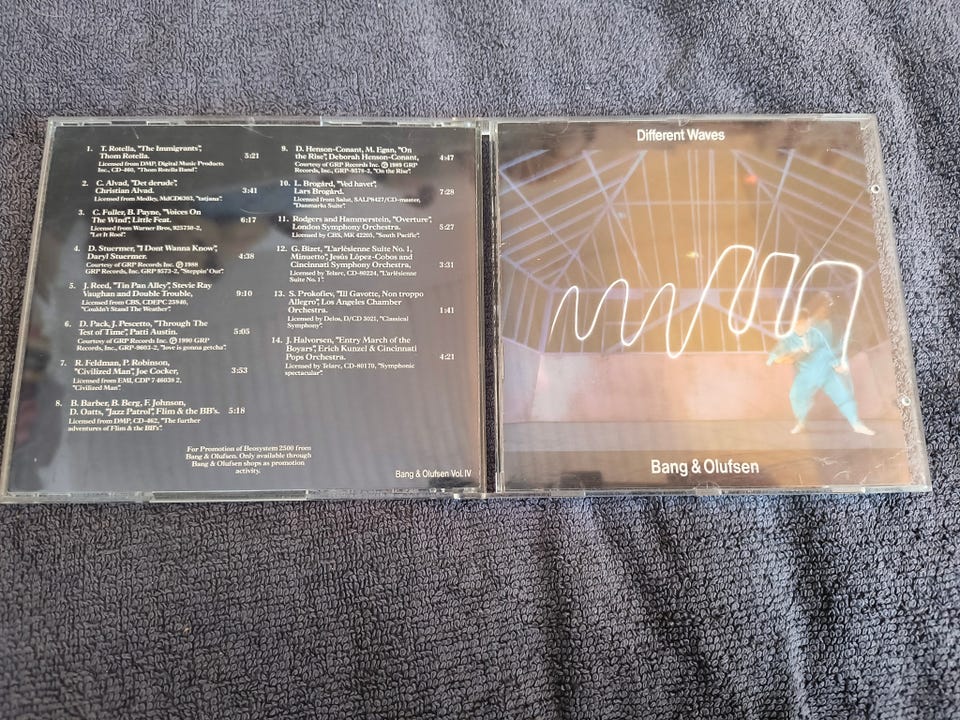 1. T. Rotella, "The Immigrants",
Thom Rotella. 5:21
Licensed from DMP, Digital Music Products
Inc., CD-460, "Thom Rotella Band".
2. C. Alvad, "Det derude",
Christian Alvad. 3:41
Licensed from Medley, MdCD6303, "tatjana".
3. C. Fuller, B. Payne, "Voices On
The Wind", Little Feat. 6:17
Licensed from Warner Bros, 925750-2,
"Let It Roll".
4. D. Stuermer, "I Dont Wanna Know",
Daryl Stuermer. 4:38
Courtesy of GRP Records Inc. Ⓟ 1988
GRP Records, Inc. GRP 9573-2, "Steppin' Out".
5. J. Reed, "Tin Pan Alley", Stevie Ray
Vaughan and Double Trouble, 9:10
Licensed from CBS, CDEPC 25940,
"Couldn't Stand The Weather".
6. D. Pack, J. Pescetto, "Through The
Test of Time", Patti Austin. 5:05
Courtesy of GRP Records Inc. Ⓟ 1990 GRP
Records, Inc., GRP-9603-2, "love is gonna getcha".
7. R. Feldman, P. Robinson,
"Civilized Man", Joe Cocker, 3:53
Licensed from EMI, CDP 7 46038 2,
"Civilized Man".
8. B. Barber, B. Berg, F. Johnson,
D. Oatts, "Jazz Patrol", Flim & the BB's. 5:18
Licensed from DMP, CD-462, "The further
adventures of Flim & the BB's".
9. D. Henson-Conant, M. Egan, "On
the Rise", Deborah Henson-Conant, 4:47
Courtesy of GRP Records Inc. Ⓟ 1989 GRP
Records, Inc., GRP-9578-2, "On the Rise".
10. L. Brogård, "Ved havet",
Lars Brogård. 7:28
Licensed from Salut, SALP8427/CD-master,
"Danmarks Suite".
11. Rodgers and Hammerstein, "Overture",
London Symphony Orchestra. 5:27
Licensed by CBS, MK 42205, "South Pacific".
12. G. Bizet, "L'arlésienne Suite No. 1,
Minuetto", Jesús López-Cobos and
Cincinnati Symphony Orchestra, 3:31
Licensed by Telarc, CD-80224, "L'arlésienne
Suite No. 1".
13. S. Prokofiev, "III Gavotte, Non troppo
Allegro", Los Angeles Chamber
Orchestra. 1:41
Licensed by Delos, D/CD 3021, "Classical
Symphony".
14. J. Halvorsen, "Entry March of the
Boyars", Erich Kunzel & Cincinnati
Pops Orchestra. 4:21
Licensed by Telarc, CD-80170, "Symphonic
spectacular".
For Promotion of Beosystem 2500 from
Bang & Olufsen. Only available through
Bang & Olufsen shops as promotion
activity.
Bang & Olufsen Vol. IV
Different Waves
Bang & Olufsen